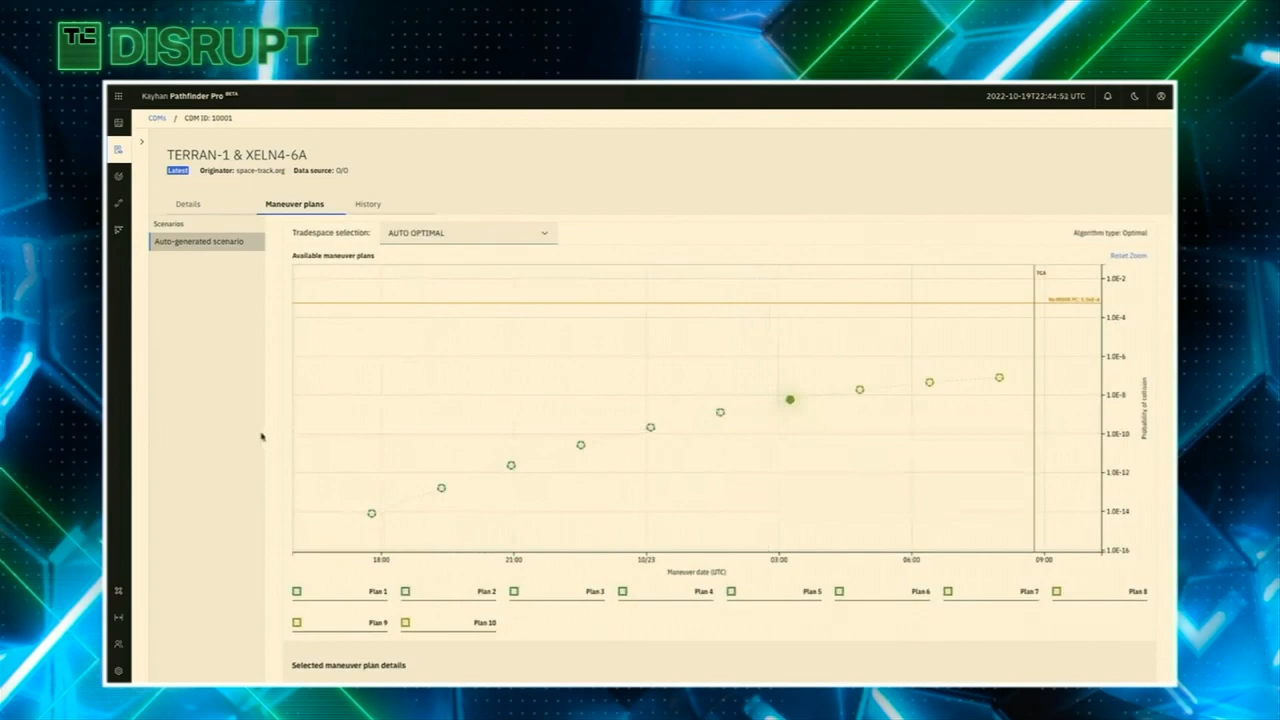 TC DISRUPT
Kayhan Pathfinder Pro BETA
2022-10-19T22:44:53 UTC
CDMs / CDM ID: 10001
TERRAN-1 & XELN4-6A
Latest Originator: space-track.org Data source: O/O
Details Maneuver plans History
Scenarios
Auto-generated scenario
Tradespace selection: AUTO OPTIMAL
Algorithm type: Optimal
Available maneuver plans
Reset Zoom
TCA
1.0E-2
1.0E-4
1.0E-6
1.0E-8
1.0E-10
1.0E-12
1.0E-14
1.0E-16
Probability of collision
18:00 21:00 10/23 03:00 06:00 09:00
Maneuver date (UTC)
Plan 1 Plan 2 Plan 3 Plan 4 Plan 5 Plan 6 Plan 7 Plan 8
Plan 9 Plan 10
Selected maneuver plan details